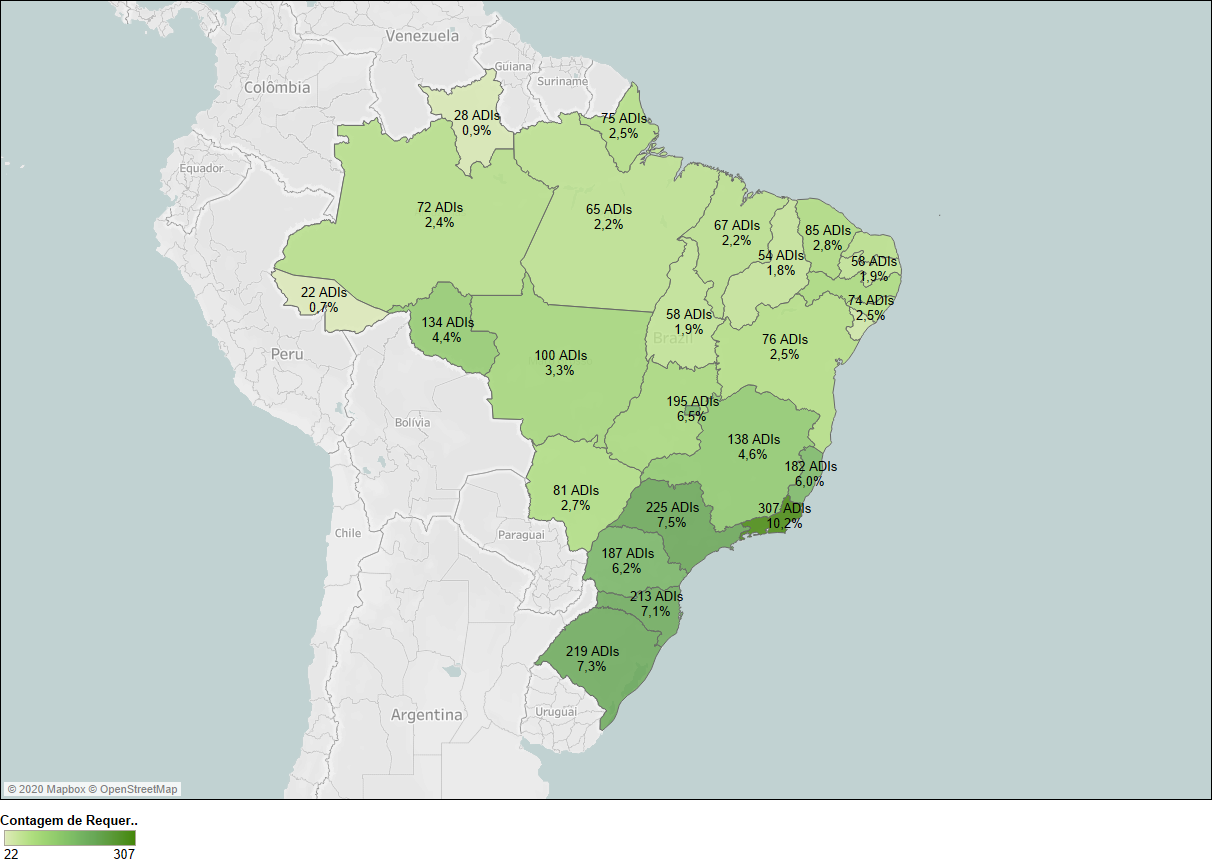 Venezuela
Guiana
Colômbia
Suriname
28 ADIs
0,9%
75 ADIs
2,5%
Equador
72 ADIs
2,4%
65 ADIs
2,2%
67 ADIs
2,2%
85 ADIs
2,8%
54 ADIs
1,8%
58 ADIs
1,9%
22 ADIs
0,7%
74 ADIs
2,5%
134 ADIs
4,4%
58 ADIs
1,9%
Brazil
76 ADIs
2,5%
Peru
100 ADIs
3,3%
195 ADIs
6,5%
Bolívia
138 ADIs
4,6%
182 ADIs
6,0%
81 ADIs
2,7%
225 ADIs
7,5%
307 ADIs
10,2%
Chile
Paraguai
187 ADIs
6,2%
213 ADIs
7,1%
219 ADIs
7,3%
Argentina
Uruguai
© 2020 Mapbox © OpenStreetMap
Contagem de Requer..
22 307